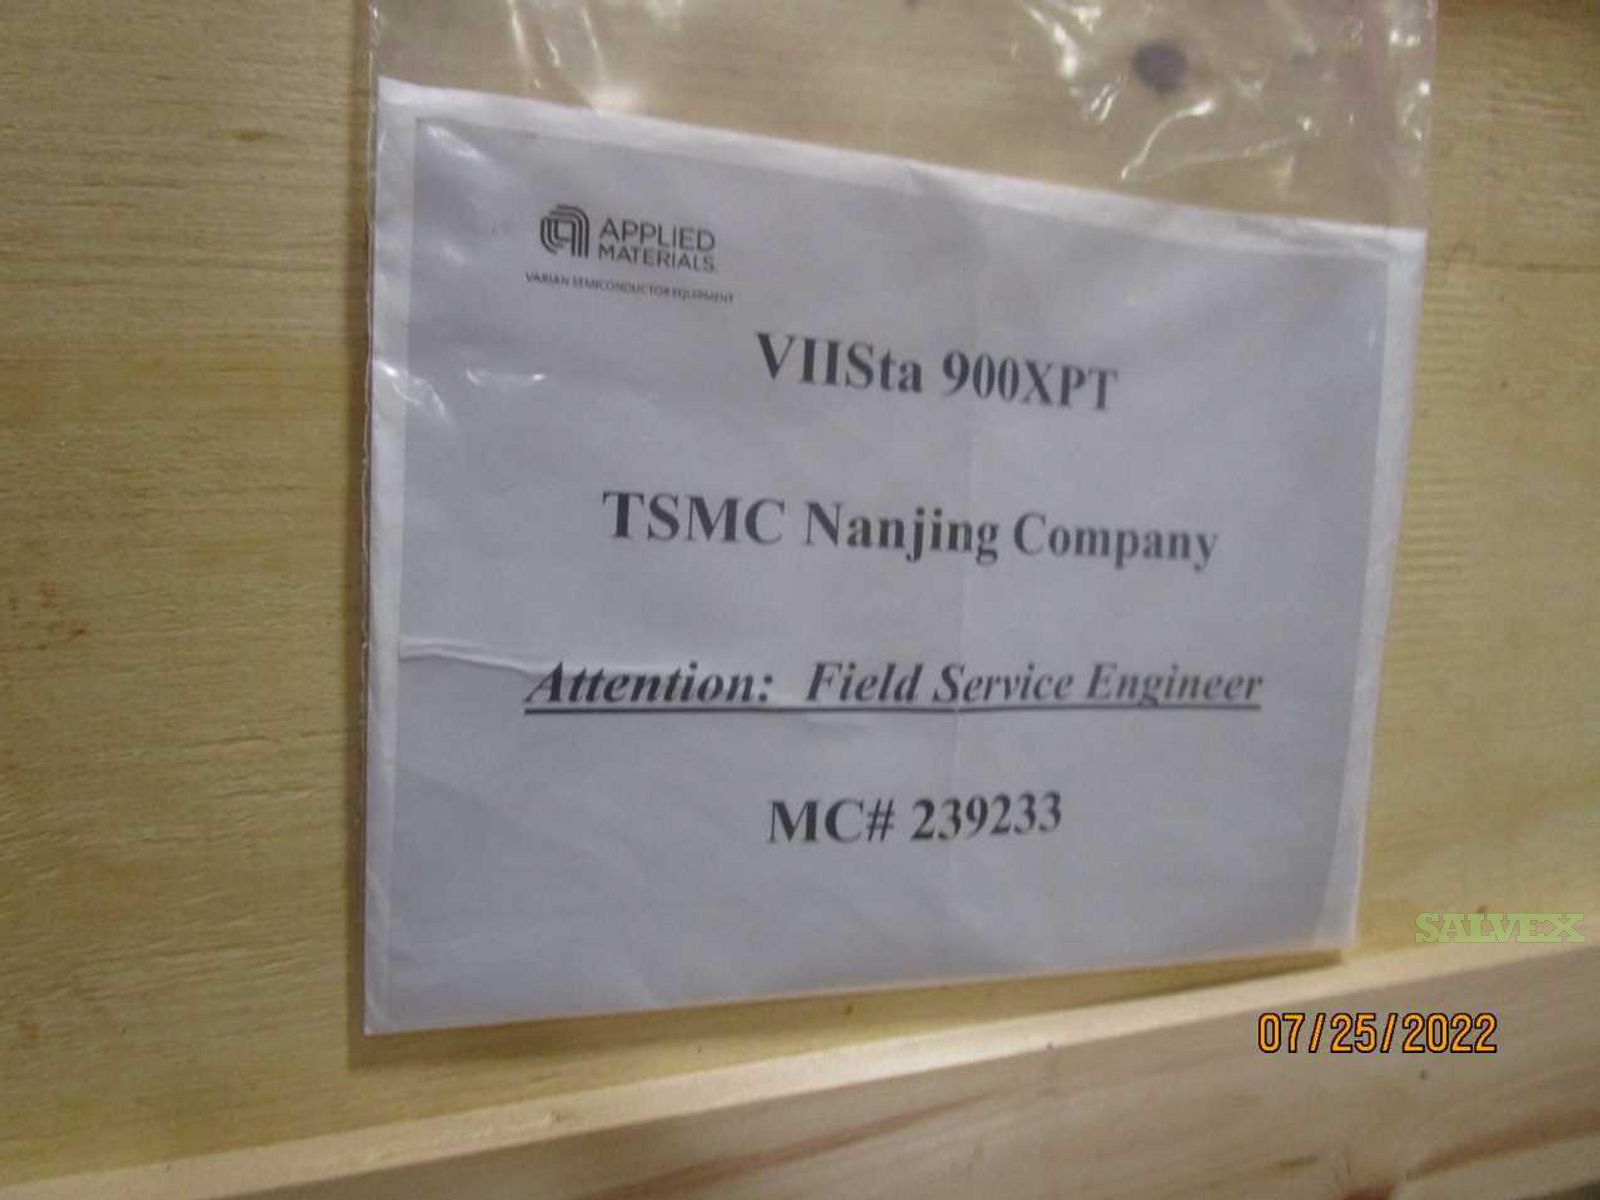 APPLIED
MATERIALS
VARIAN SEMICONDUCTOR EQUIPMENT
VIISta 900XPT
TSMC Nanjing Company
Attention: Field Service Engineer
MC# 239233
SALVEX
07/25/2022